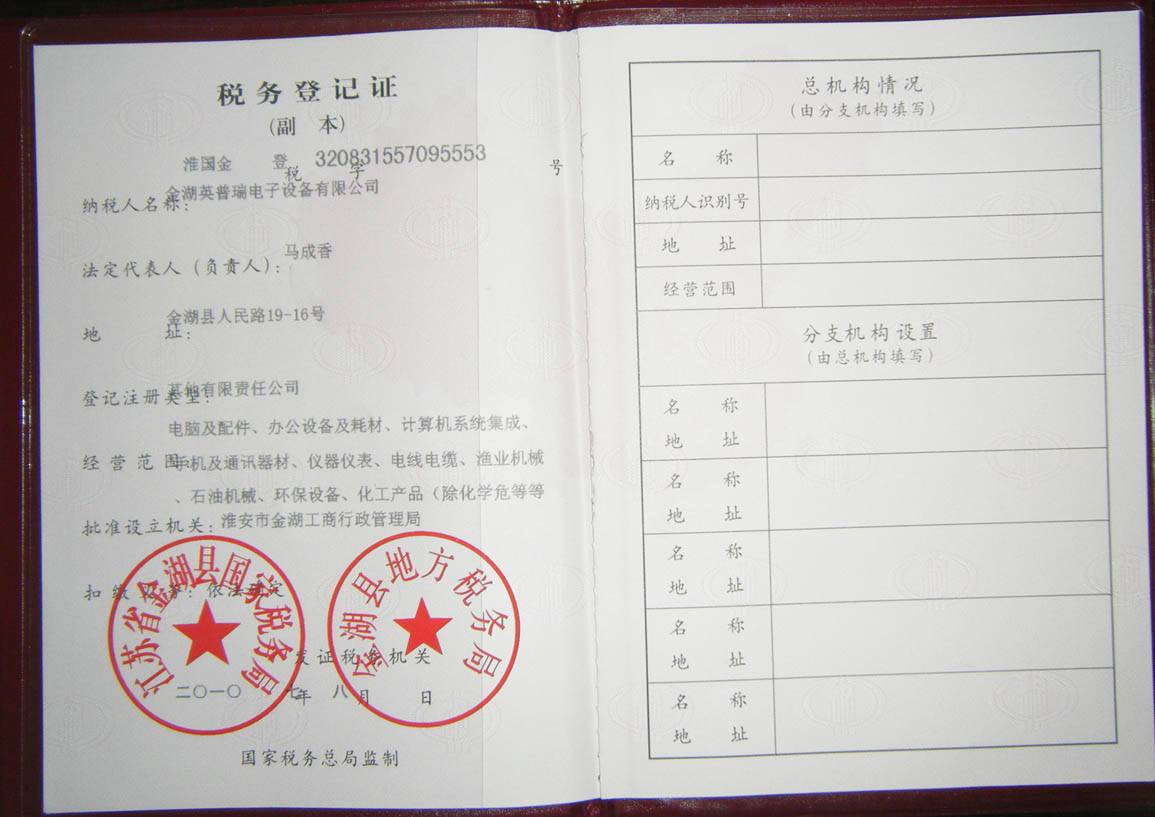 税务登记证
(副 本)
淮国金 登 320831557095553
税 字 号
金湖英普瑞电子设备有限公司
纳税人名称:
马成香
法定代表人(负责人):
金湖县人民路19-16号
地 址:
其他有限责任公司
登记注册类型:
电脑及配件、办公设备及耗材、计算机系统集成、
经营范围:手机及通讯器材、仪器仪表、电线电缆、渔业机械
、石油机械、环保设备、化工产品(除化学危等等
批准设立机关:淮安市金湖工商行政管理局
扣缴义务:依法确定
江苏省金湖县国家税务局
金湖县地方税务局
发证税务机关
二〇一〇 年 七 月 八 日
国家税务总局监制
总机构情况
(由分支机构填写)
名 称
纳税人识别号
地 址
经营范围
分支机构设置
(由总机构填写)
名 称
地 址
名 称
地 址
名 称
地 址
名 称
地 址
名 称
地 址